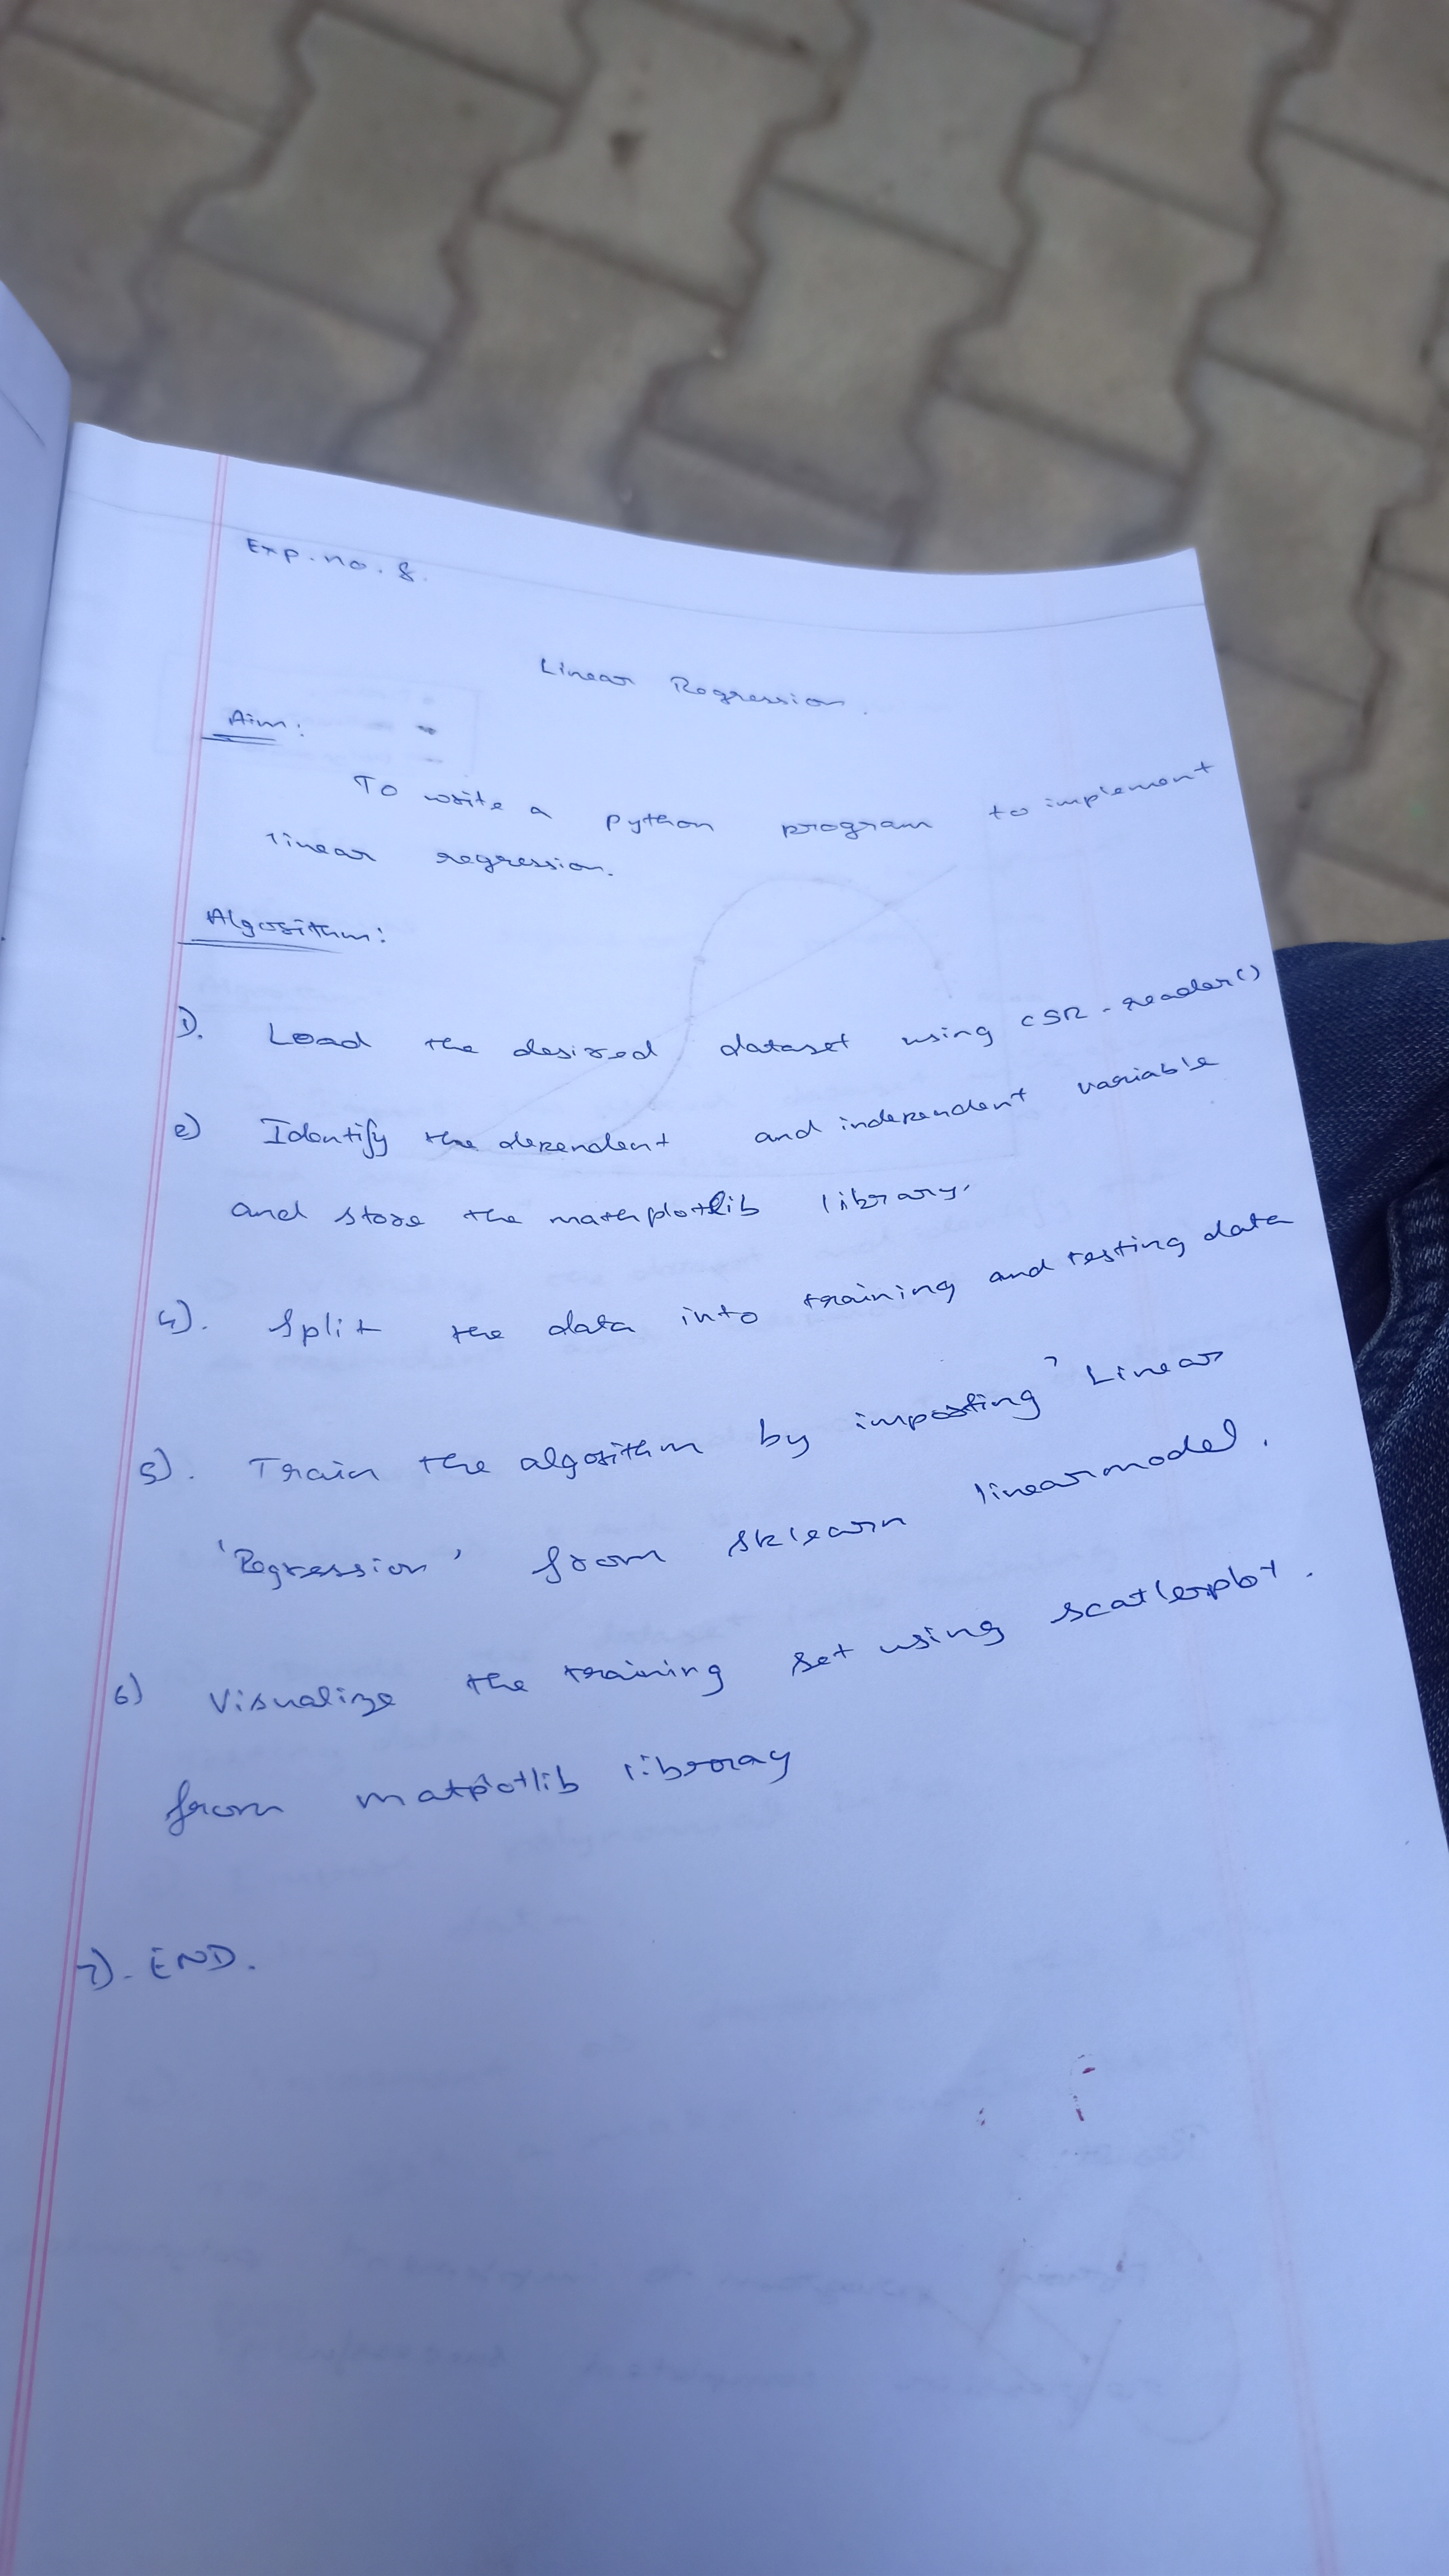 Exp. no. 8.
Linear Regression.
Aim:
To write a python program to implement
linear regression.
Algorithm:
1). Load the desired dataset using CSR - reader()
2) Identify the dependent and independent variable
and store the mathplotlib library.
4). Split the data into training and testing data
5). Train the algorithm by importing 'Linear
'Regression' from sklearn linearmodel.
6) Visualize the training set using scatterplot.
from matplotlib libroray
7). END.